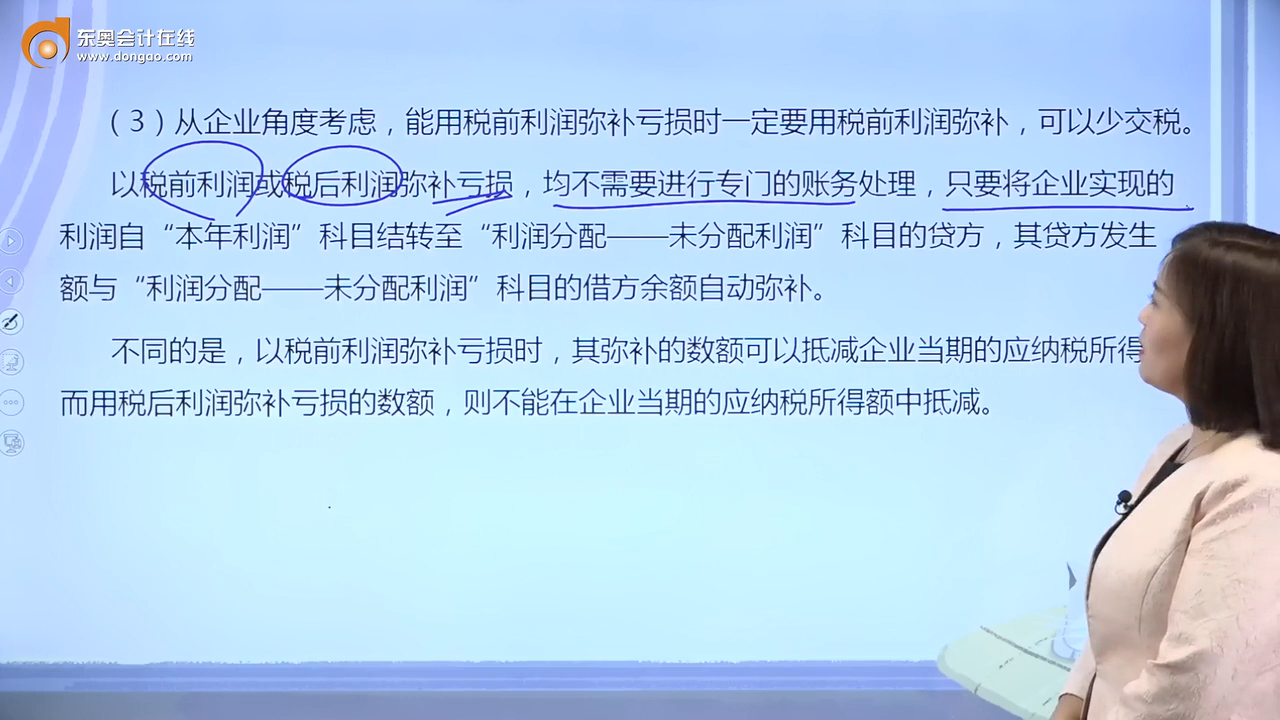 东奥会计在线
www.dongao.com
（3）从企业角度考虑，能用税前利润弥补亏损时一定要用税前利润弥补，可以少交税。
以税前利润或税后利润弥补亏损，均不需要进行专门的账务处理，只要将企业实现的
利润自“本年利润”科目结转至“利润分配——未分配利润”科目的贷方，其贷方发生
额与“利润分配——未分配利润”科目的借方余额自动弥补。
不同的是，以税前利润弥补亏损时，其弥补的数额可以抵减企业当期的应纳税所得
而用税后利润弥补亏损的数额，则不能在企业当期的应纳税所得额中抵减。